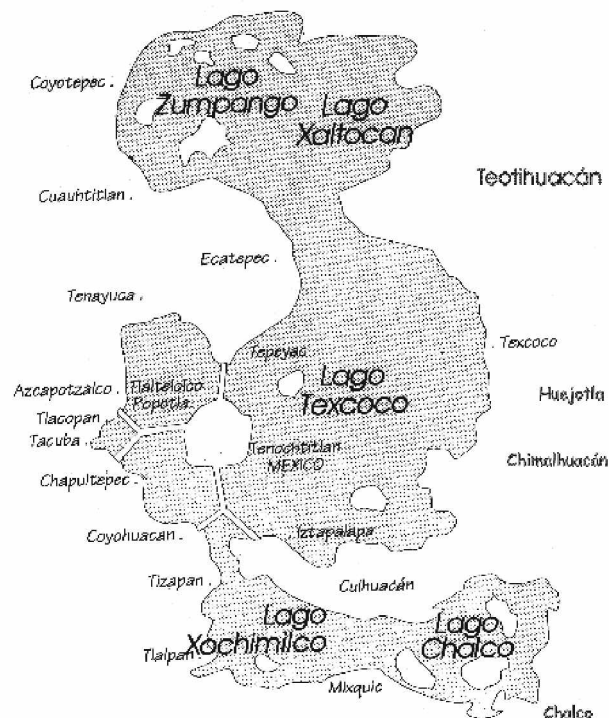 Coyotepec
Lago
Zumpango
Lago
Xaltocan
Teotihuacán
Cuauhtitlan
Ecatepec
Tenayuca
Tepeyac
Texcoco
Lago
Texcoco
Azcapotzalco
Tlaltelolco
Popotla
Huejotla
Tlacopan
Tacuba
Tenochtitlan
MEXICO
Chimalhuacán
Chapultepec
Coyohuacan
Iztapalapa
Tizapan
Culhuacán
Lago
Xochimilco
Lago
Chalco
Tlalpan
Mixquic
Chalco